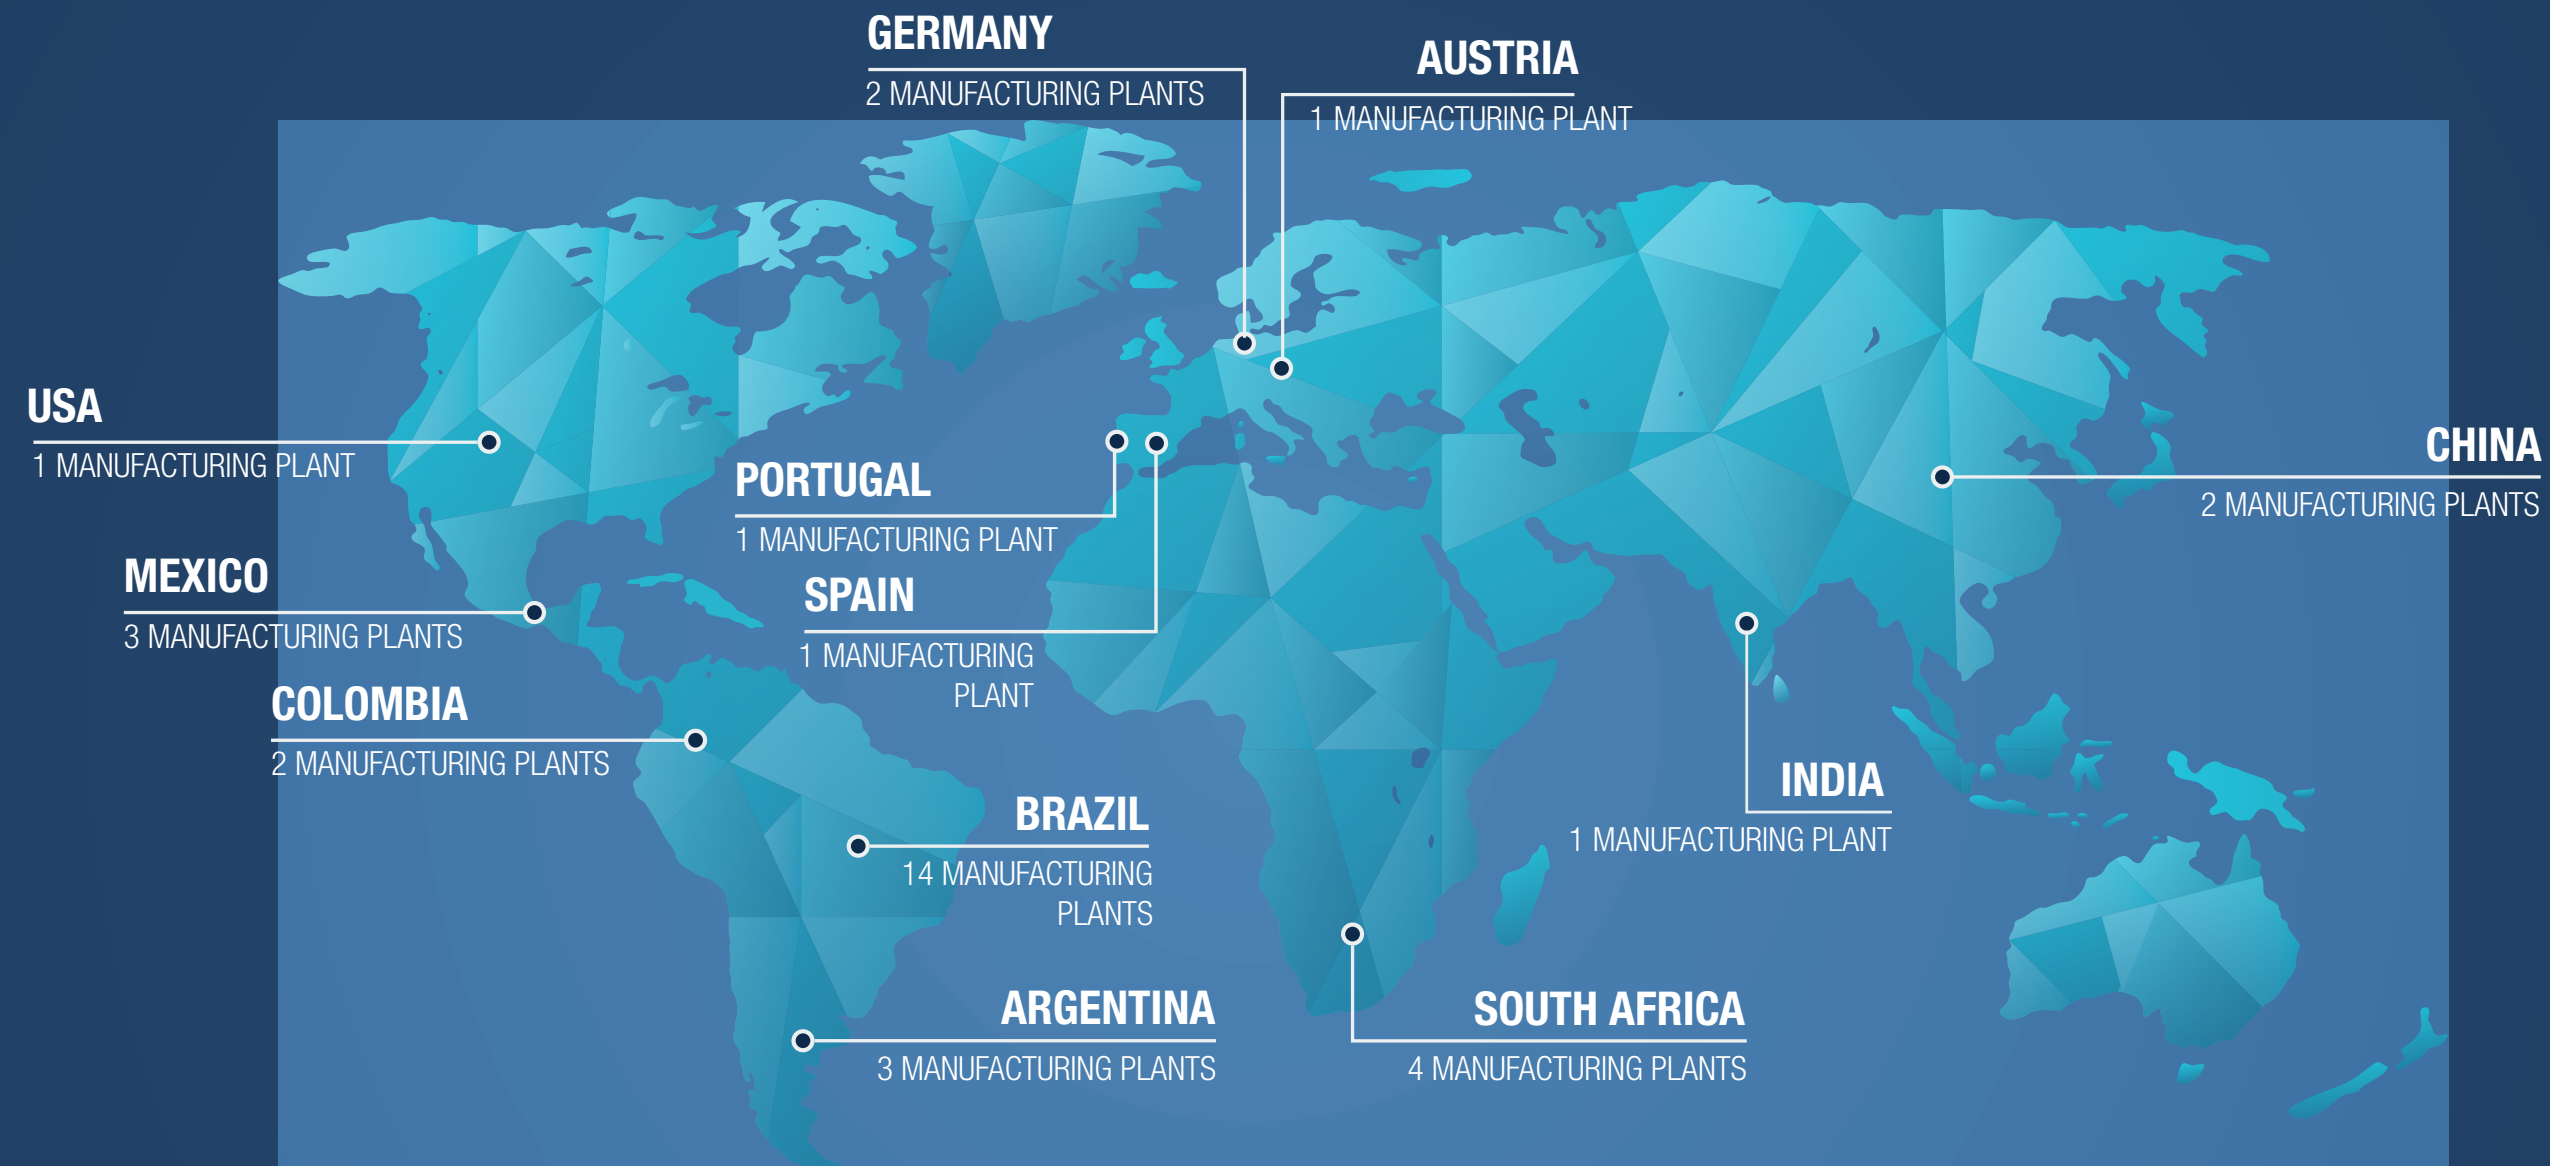 GERMANY
2 MANUFACTURING PLANTS
AUSTRIA
1 MANUFACTURING PLANT
USA
1 MANUFACTURING PLANT
PORTUGAL
1 MANUFACTURING PLANT
CHINA
2 MANUFACTURING PLANTS
MEXICO
3 MANUFACTURING PLANTS
SPAIN
1 MANUFACTURING
PLANT
COLOMBIA
2 MANUFACTURING PLANTS
INDIA
1 MANUFACTURING PLANT
BRAZIL
14 MANUFACTURING
PLANTS
ARGENTINA
3 MANUFACTURING PLANTS
SOUTH AFRICA
4 MANUFACTURING PLANTS